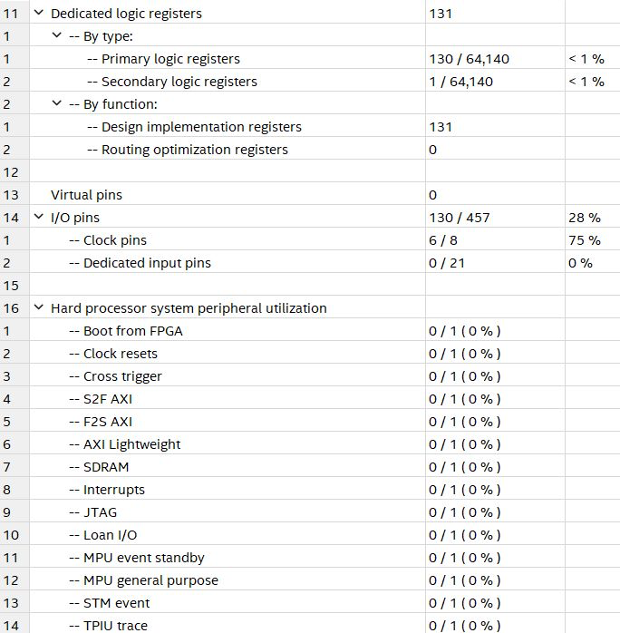 11 Dedicated logic registers 131
1 -- By type:
1 -- Primary logic registers 130 / 64,140 < 1 %
2 -- Secondary logic registers 1 / 64,140 < 1 %
2 -- By function:
1 -- Design implementation registers 131
2 -- Routing optimization registers 0
12
13 Virtual pins 0
14 I/O pins 130 / 457 28 %
1 -- Clock pins 6 / 8 75 %
2 -- Dedicated input pins 0 / 21 0 %
15
16 Hard processor system peripheral utilization
1 -- Boot from FPGA 0 / 1 ( 0 % )
2 -- Clock resets 0 / 1 ( 0 % )
3 -- Cross trigger 0 / 1 ( 0 % )
4 -- S2F AXI 0 / 1 ( 0 % )
5 -- F2S AXI 0 / 1 ( 0 % )
6 -- AXI Lightweight 0 / 1 ( 0 % )
7 -- SDRAM 0 / 1 ( 0 % )
8 -- Interrupts 0 / 1 ( 0 % )
9 -- JTAG 0 / 1 ( 0 % )
10 -- Loan I/O 0 / 1 ( 0 % )
11 -- MPU event standby 0 / 1 ( 0 % )
12 -- MPU general purpose 0 / 1 ( 0 % )
13 -- STM event 0 / 1 ( 0 % )
14 -- TPIU trace 0 / 1 ( 0 % )